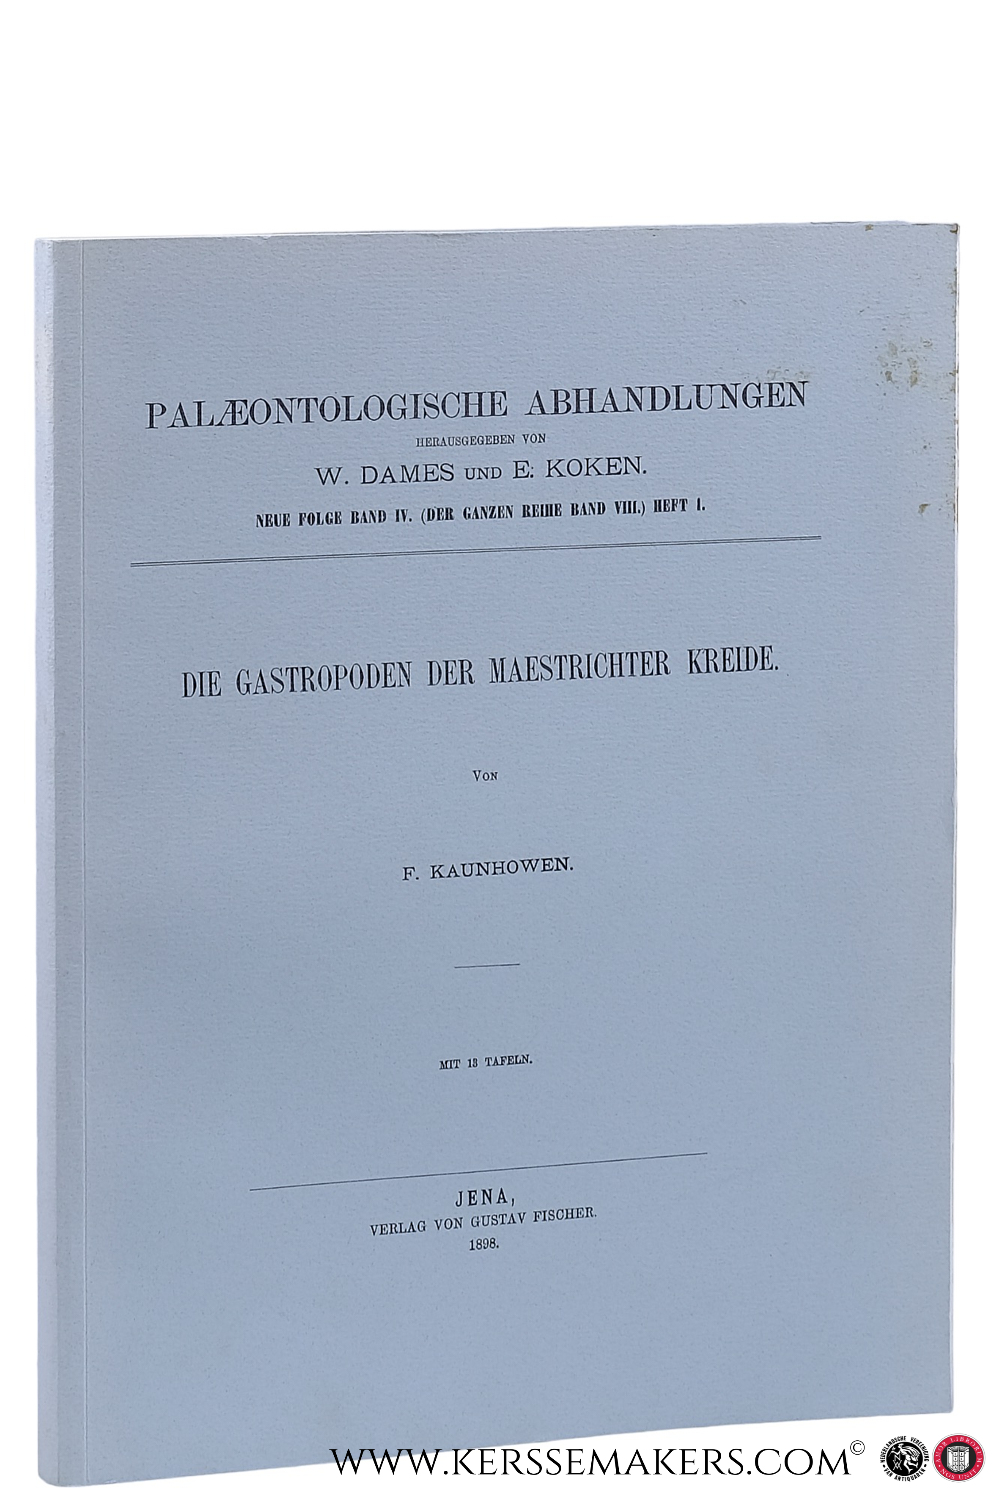 PALÆONTOLOGISCHE ABHANDLUNGEN
HERAUSGEGEBEN VON
W. DAMES UND E. KOKEN.
NEUE FOLGE BAND IV. (DER GANZEN REIHE BAND VIII.) HEFT 1.
DIE GASTROPODEN DER MAESTRICHTER KREIDE.
VON
F. KAUNHOWEN.
MIT 13 TAFELN.
JENA,
VERLAG VON GUSTAV FISCHER.
1898.
WWW.KERSSEMAKERS.COM©